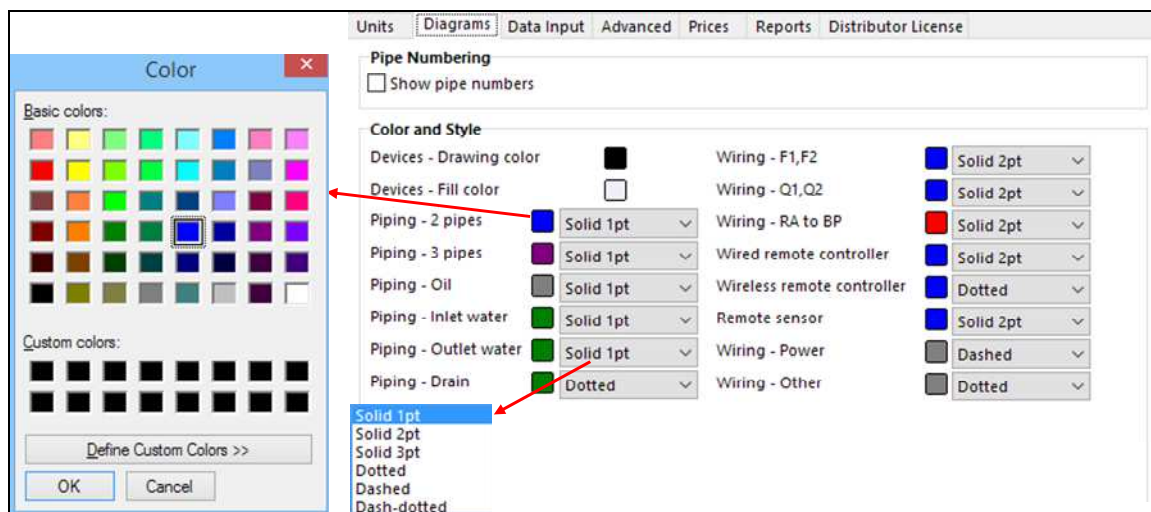 Color
Basic colors:
Custom colors:
Define Custom Colors >>
OK Cancel
Units Diagrams Data Input Advanced Prices Reports Distributor License
Pipe Numbering
Show pipe numbers
Color and Style
Devices - Drawing color
Devices - Fill color
Piping - 2 pipes Solid 1pt
Piping - 3 pipes Solid 1pt
Piping - Oil Solid 1pt
Piping - Inlet water Solid 1pt
Piping - Outlet water Solid 1pt
Piping - Drain Dotted
Wiring - F1,F2 Solid 2pt
Wiring - Q1,Q2 Solid 2pt
Wiring - RA to BP Solid 2pt
Wired remote controller Solid 2pt
Wireless remote controller Dotted
Remote sensor Solid 2pt
Wiring - Power Dashed
Wiring - Other Dotted
Solid 1pt
Solid 2pt
Solid 3pt
Dotted
Dashed
Dash-dotted